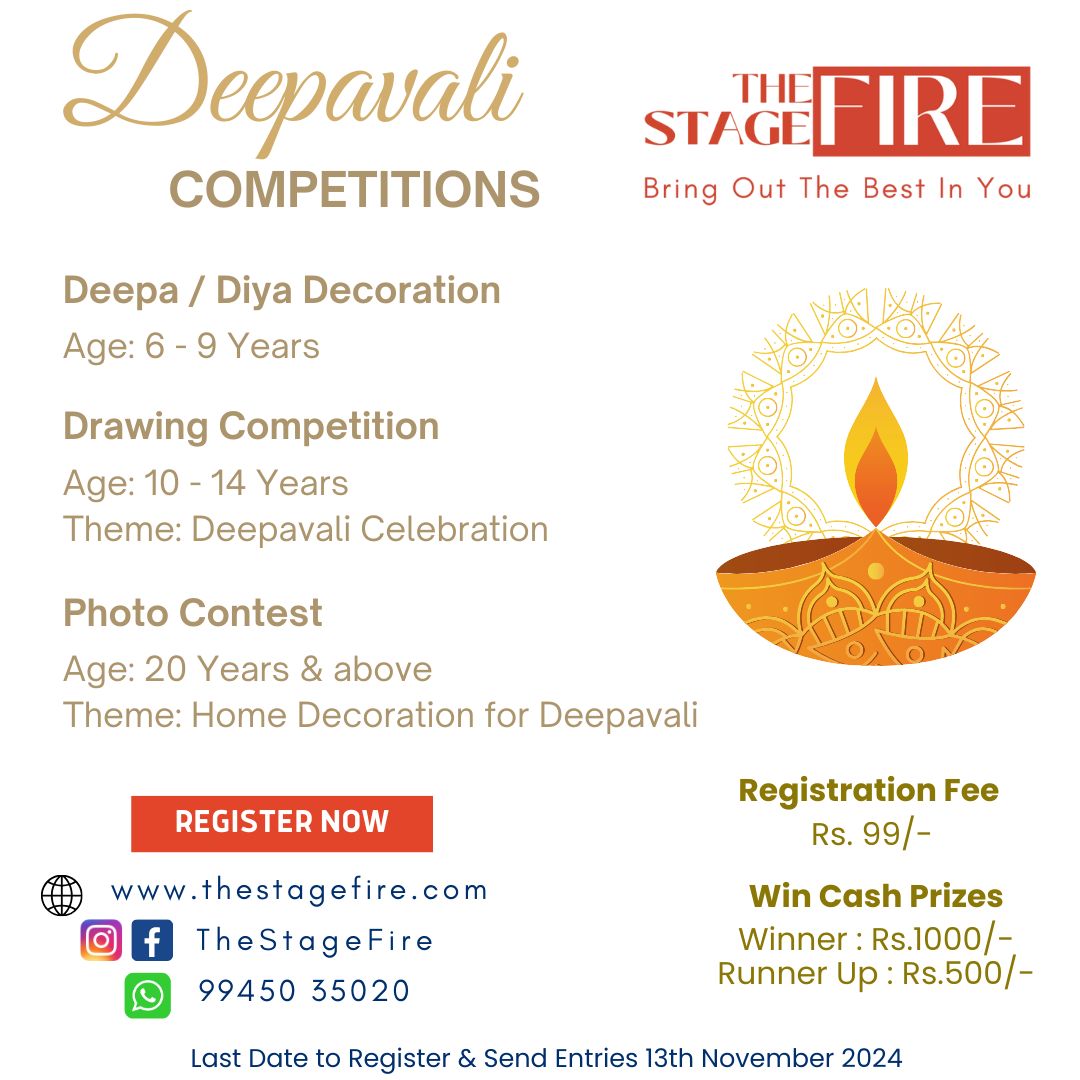 Deepavali
COMPETITIONS
THE
STAGE
FIRE
Bring Out The Best In You
Deepa / Diya Decoration
Age: 6 - 9 Years
Drawing Competition
Age: 10 - 14 Years
Theme: Deepavali Celebration
Photo Contest
Age: 20 Years & above
Theme: Home Decoration for Deepavali
REGISTER NOW
www.thestagefire.com
TheStageFire
99450 35020
Registration Fee
Rs. 99/-
Win Cash Prizes
Winner : Rs.1000/-
Runner Up : Rs.500/-
Last Date to Register & Send Entries 13th November 2024